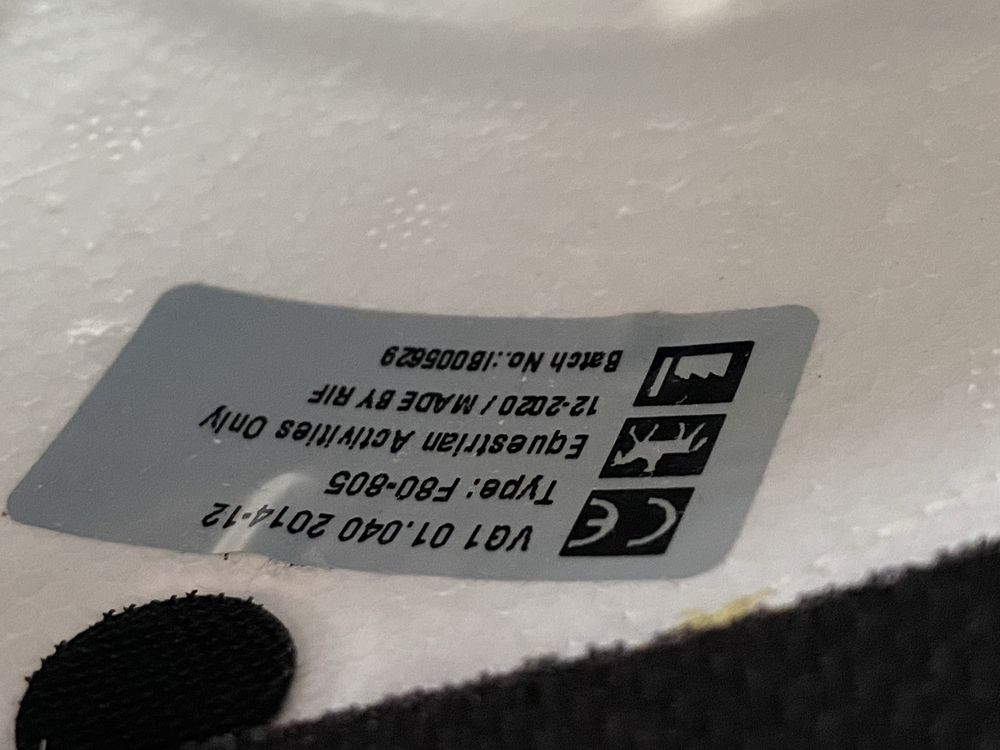 CE
VG1 01.040 2014-12
Type: F80-805
Equestrian Activities Only
12-2020 / MADE BY RIF
Batch No.:IB005629